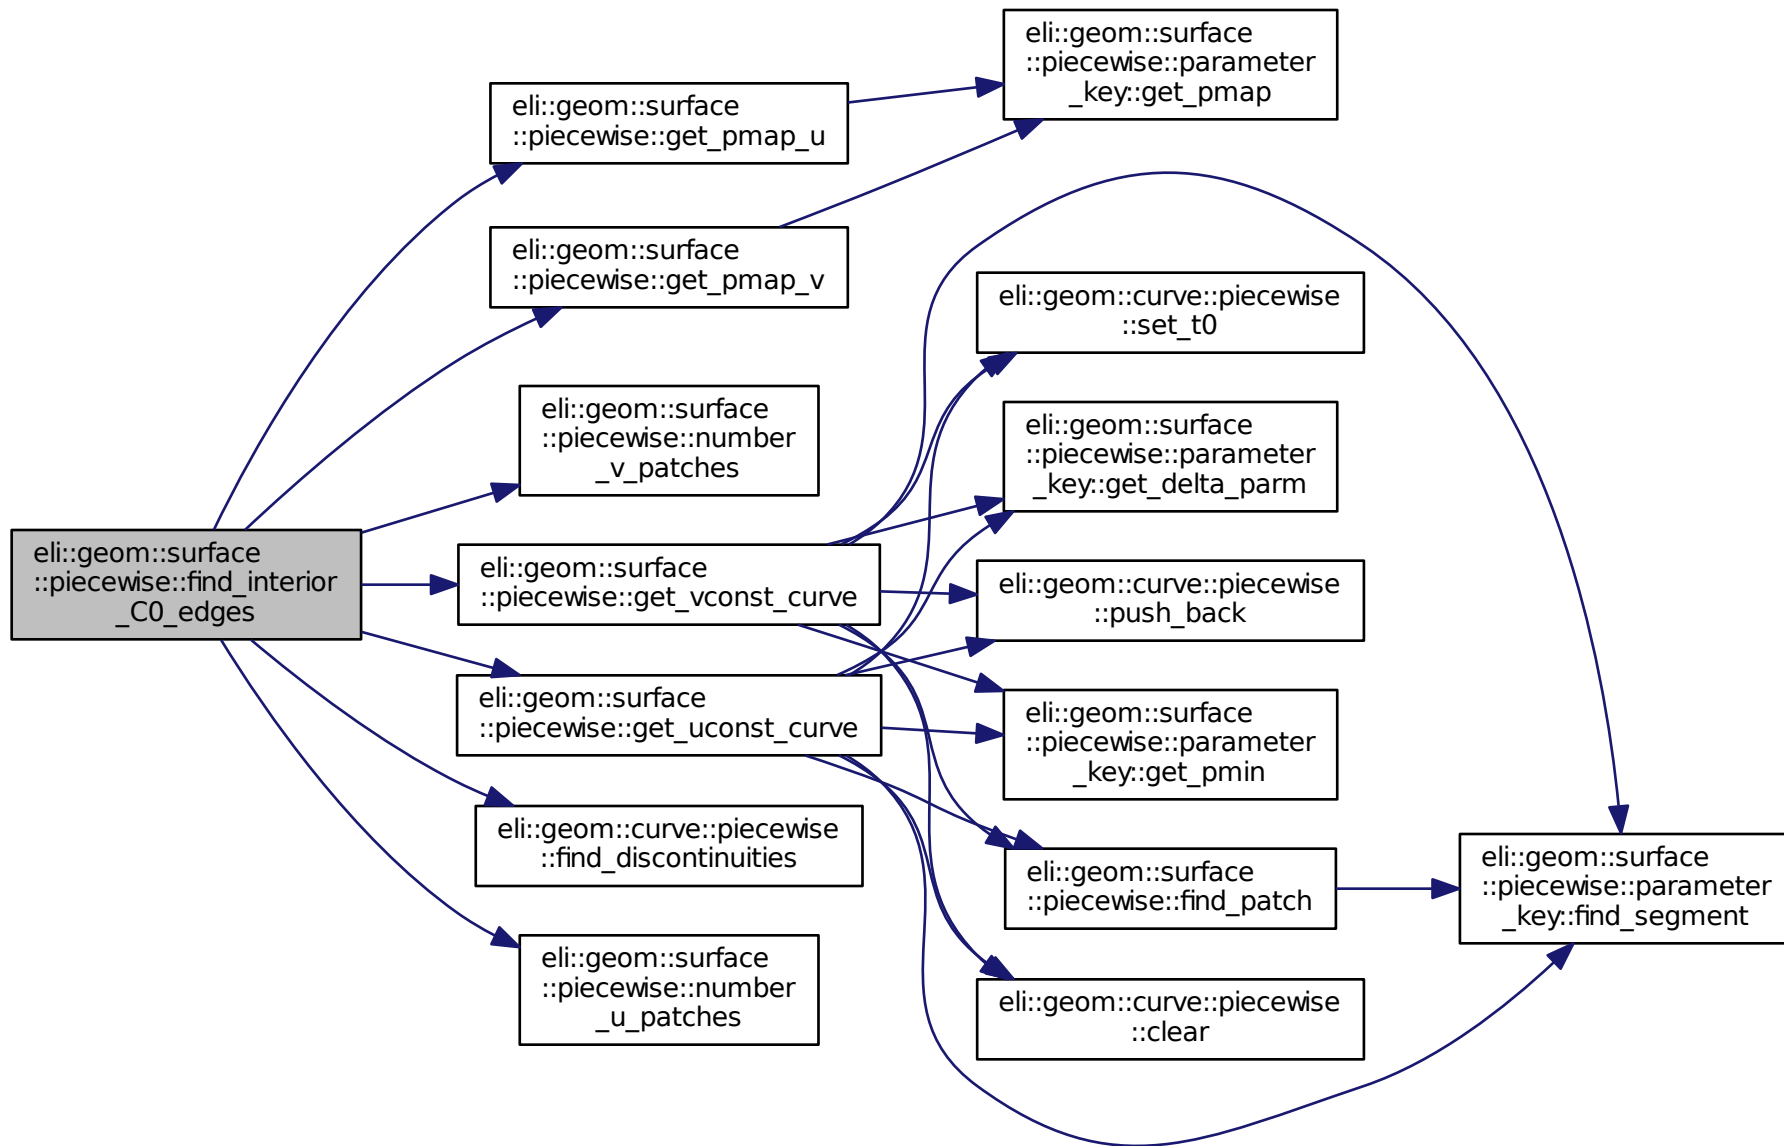 eli::geom::surface
::piecewise::find_interior
_C0_edges
eli::geom::surface
::piecewise::get_pmap_u
eli::geom::surface
::piecewise::get_pmap_v
eli::geom::surface
::piecewise::number
_v_patches
eli::geom::surface
::piecewise::get_vconst_curve
eli::geom::surface
::piecewise::get_uconst_curve
eli::geom::curve::piecewise
::find_discontinuities
eli::geom::surface
::piecewise::number
_u_patches
eli::geom::surface
::piecewise::parameter
_key::get_pmap
eli::geom::curve::piecewise
::set_t0
eli::geom::surface
::piecewise::parameter
_key::get_delta_parm
eli::geom::curve::piecewise
::push_back
eli::geom::surface
::piecewise::parameter
_key::get_pmin
eli::geom::surface
::piecewise::find_patch
eli::geom::curve::piecewise
::clear
eli::geom::surface
::piecewise::parameter
_key::find_segment